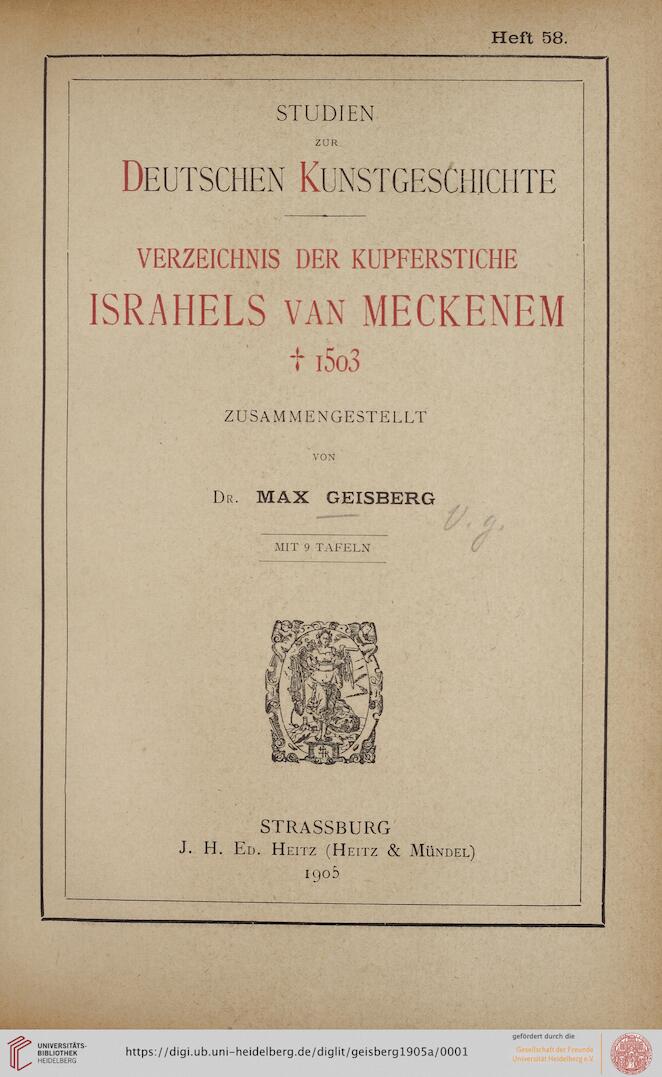 Heft 58.
STUDIEN
ZUR
DEUTSCHEN KUNSTGESCHICHTE
VERZEICHNIS DER KUPFERSTICHE
ISRAHELS VAN MECKENEM
† 1503
ZUSAMMENGESTELLT
VON
DR. MAX GEISBERG
V. g.
MIT 9 TAFELN
STRASSBURG
J. H. ED. HEITZ (HEITZ & MÜNDEL)
1905
UNIVERSITÄTS-
BIBLIOTHEK
HEIDELBERG
https://digi.ub.uni-heidelberg.de/diglit/geisberg1905a/0001
gefördert durch die
Gesellschaft der Freunde
Universität Heidelberg e.V.